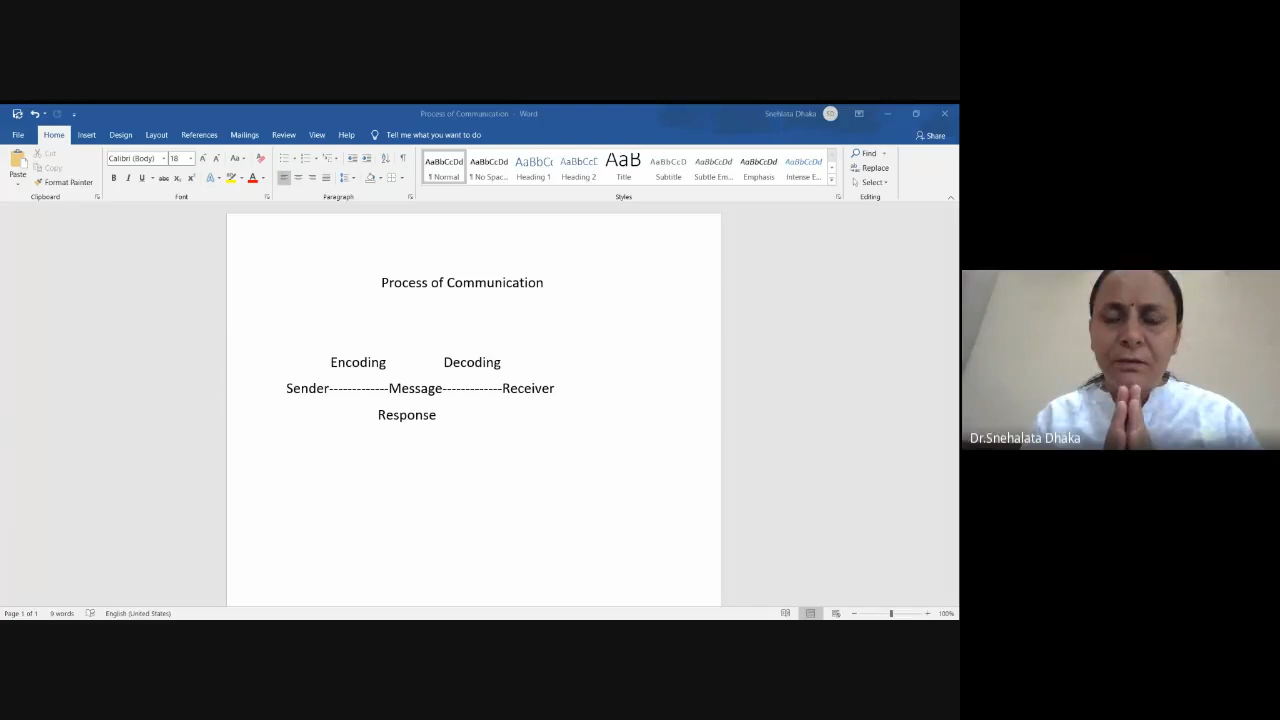 Process of Communication - Word
Snehlata Dhaka
SD
File Home Insert Design Layout References Mailings Review View Help Tell me what you want to do
Share
Paste
Cut
Copy
Format Painter
Clipboard
Calibri (Body) 18
Font
Paragraph
AaBbCcDd AaBbCcDd AaBbCc AaBbCcE AaB AaBbCcD AaBbCcDd AaBbCcDd AaBbCcDd
¶ Normal ¶ No Spac... Heading 1 Heading 2 Title Subtitle Subtle Em... Emphasis Intense E...
Styles
Find
Replace
Select
Editing
Process of Communication
Encoding Decoding
Sender-------------Message-------------Receiver
Response
Dr.Snehalata Dhaka
Page 1 of 1 9 words English (United States) 100%